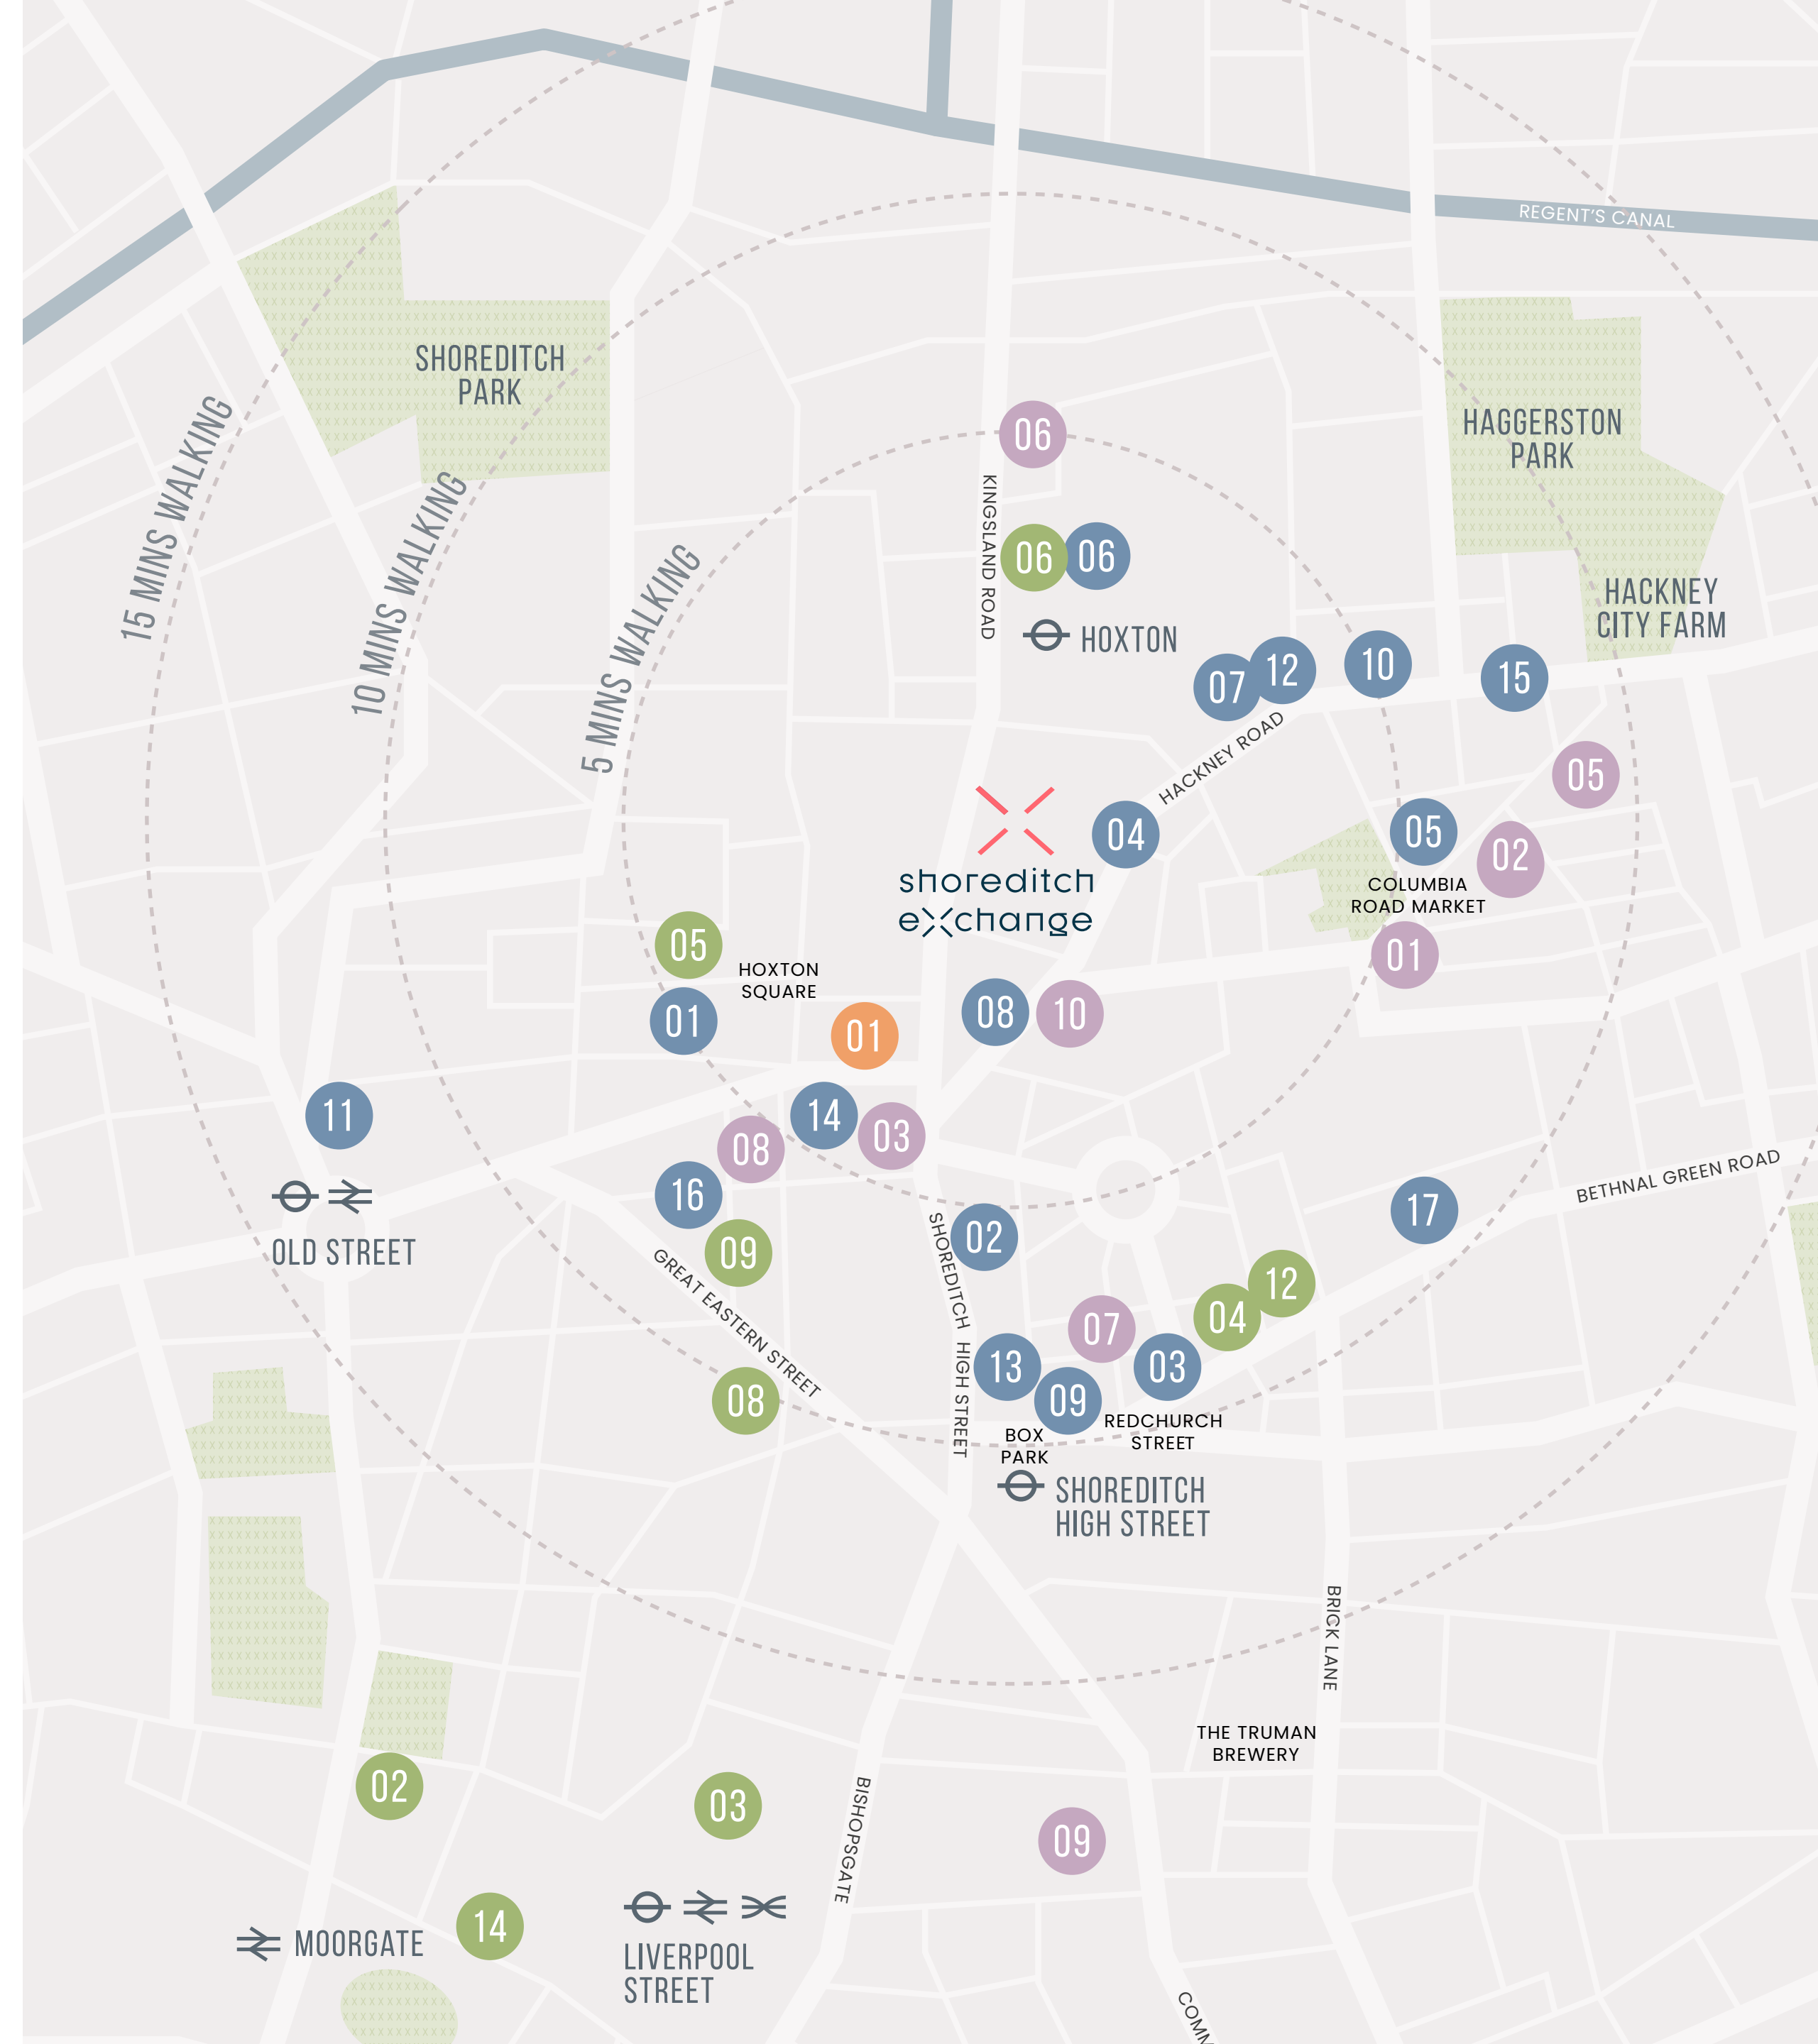 REGENT'S CANAL
SHOREDITCH
PARK
15 MINS WALKING
10 MINS WALKING
5 MINS WALKING
HAGGERSTON
PARK
06
KINGSLAND ROAD
06
06
HOXTON
HACKNEY
CITY FARM
07
12
10
15
HACKNEY ROAD
05
04
05
02
shoreditch
exchange
COLUMBIA
ROAD MARKET
01
05
HOXTON
SQUARE
01
01
08
10
11
14
03
08
16
09
OLD STREET
GREAT EASTERN STREET
SHOREDITCH HIGH STREET
02
17
BETHNAL GREEN ROAD
12
04
07
13
03
09
08
REDCHURCH
STREET
BOX
PARK
SHOREDITCH
HIGH STREET
BRICK LANE
THE TRUMAN
BREWERY
02
03
BISHOPSGATE
09
14
MOORGATE
LIVERPOOL
STREET
COMM